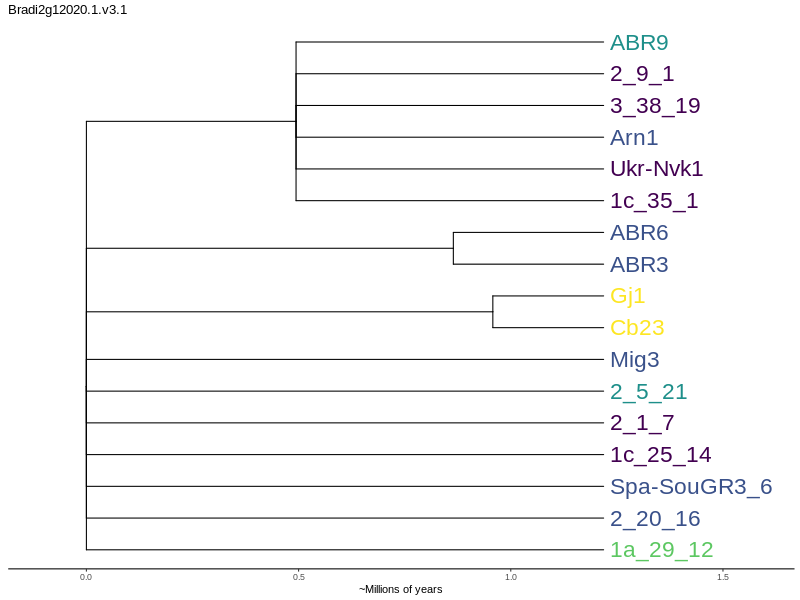 Bradi2g12020.1.v3.1
ABR9
2_9_1
3_38_19
Arn1
Ukr-Nvk1
1c_35_1
ABR6
ABR3
Gj1
Cb23
Mig3
2_5_21
2_1_7
1c_25_14
Spa-SouGR3_6
2_20_16
1a_29_12
0.0 0.5 1.0 1.5
~Millions of years